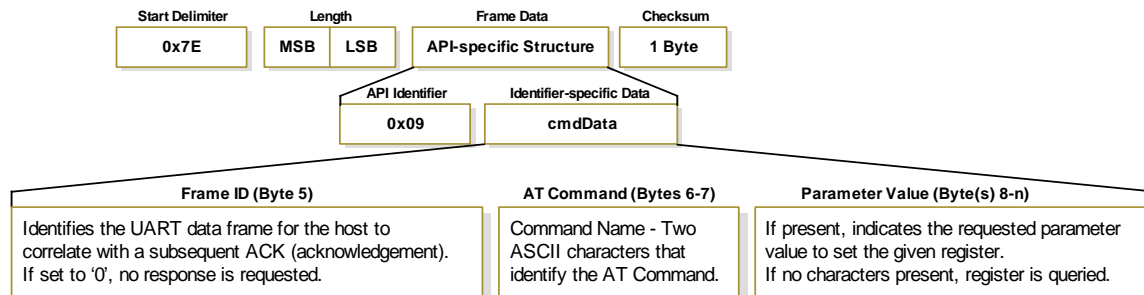 Start Delimiter
Length
Frame Data
Checksum
0x7E
MSB
LSB
API-specific Structure
1 Byte
API Identifier
Identifier-specific Data
0x09
cmdData
Frame ID (Byte 5)
Identifies the UART data frame for the host to
correlate with a subsequent ACK (acknowledgement).
If set to ‘0’, no response is requested.
AT Command (Bytes 6-7)
Command Name - Two
ASCII characters that
identify the AT Command.
Parameter Value (Byte(s) 8-n)
If present, indicates the requested parameter
value to set the given register.
If no characters present, register is queried.